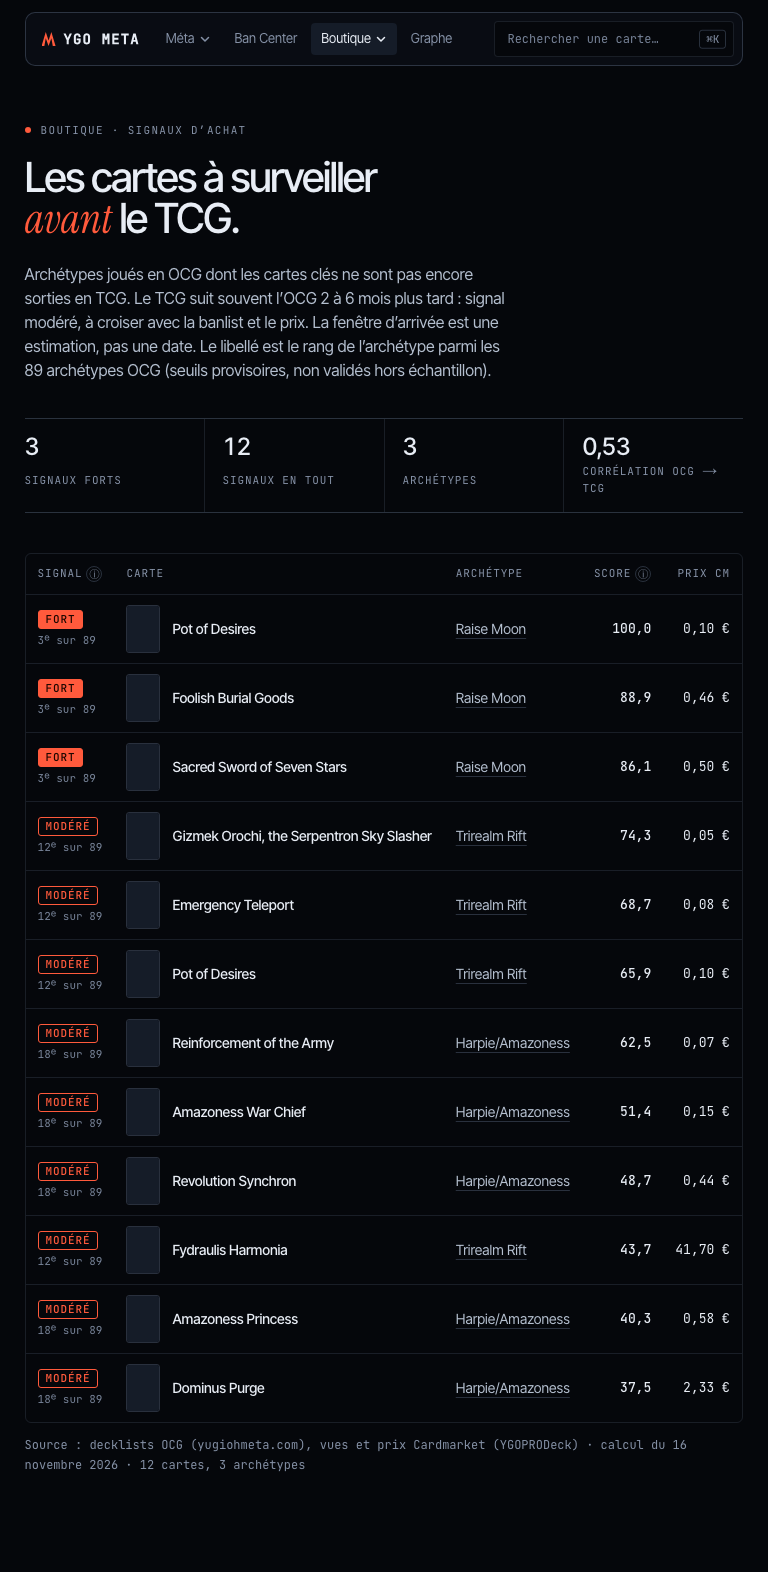 YGO META Méta Ban Center Boutique Graphe Rechercher une carte… ⌘K
BOUTIQUE · SIGNAUX D’ACHAT
Les cartes à surveiller
avant le TCG.
Archétypes joués en OCG dont les cartes clés ne sont pas encore
sorties en TCG. Le TCG suit souvent l’OCG 2 à 6 mois plus tard : signal
modéré, à croiser avec la banlist et le prix. La fenêtre d’arrivée est une
estimation, pas une date. Le libellé est le rang de l’archétype parmi les
89 archétypes OCG (seuils provisoires, non validés hors échantillon).
3 12 3 0,53
SIGNAUX FORTS SIGNAUX EN TOUT ARCHÉTYPES CORRÉLATION OCG →
TCG
SIGNAL ⓘ CARTE ARCHÉTYPE SCORE ⓘ PRIX CM
FORT
3ᵉ sur 89 Pot of Desires Raise Moon 100,0 0,10 €
FORT
3ᵉ sur 89 Foolish Burial Goods Raise Moon 88,9 0,46 €
FORT
3ᵉ sur 89 Sacred Sword of Seven Stars Raise Moon 86,1 0,50 €
MODÉRÉ
12ᵉ sur 89 Gizmek Orochi, the Serpentron Sky Slasher Trirealm Rift 74,3 0,05 €
MODÉRÉ
12ᵉ sur 89 Emergency Teleport Trirealm Rift 68,7 0,08 €
MODÉRÉ
12ᵉ sur 89 Pot of Desires Trirealm Rift 65,9 0,10 €
MODÉRÉ
18ᵉ sur 89 Reinforcement of the Army Harpie/Amazoness 62,5 0,07 €
MODÉRÉ
18ᵉ sur 89 Amazoness War Chief Harpie/Amazoness 51,4 0,15 €
MODÉRÉ
18ᵉ sur 89 Revolution Synchron Harpie/Amazoness 48,7 0,44 €
MODÉRÉ
12ᵉ sur 89 Fydraulis Harmonia Trirealm Rift 43,7 41,70 €
MODÉRÉ
18ᵉ sur 89 Amazoness Princess Harpie/Amazoness 40,3 0,58 €
MODÉRÉ
18ᵉ sur 89 Dominus Purge Harpie/Amazoness 37,5 2,33 €
Source : decklists OCG (yugiohmeta.com), vues et prix Cardmarket (YGOPRODeck) · calcul du 16
novembre 2026 · 12 cartes, 3 archétypes